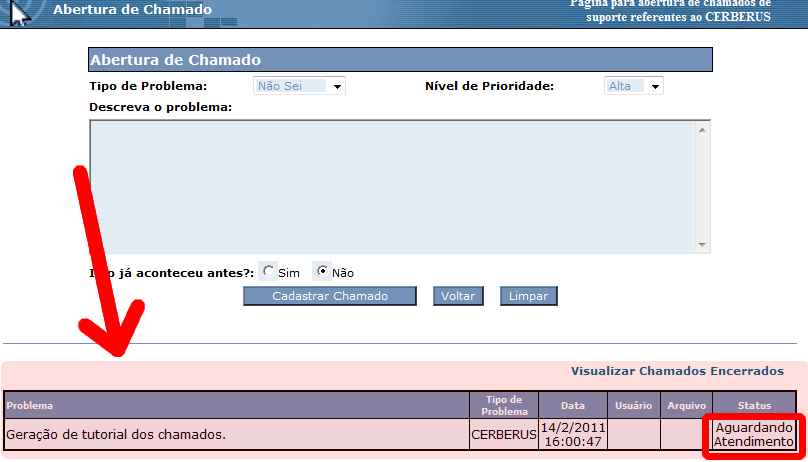 Abertura de Chamado
Página para abertura de chamados de
suporte referentes ao CERBERUS
Abertura de Chamado
Tipo de Problema: Não Sei Nível de Prioridade: Alta
Descreva o problema:
já aconteceu antes?: Sim Não
Cadastrar Chamado Voltar Limpar
Visualizar Chamados Encerrados
Problema Tipo de Problema Data Usuário Arquivo Status
Geração de tutorial dos chamados. CERBERUS 14/2/2011 16:00:47 Aguardando Atendimento